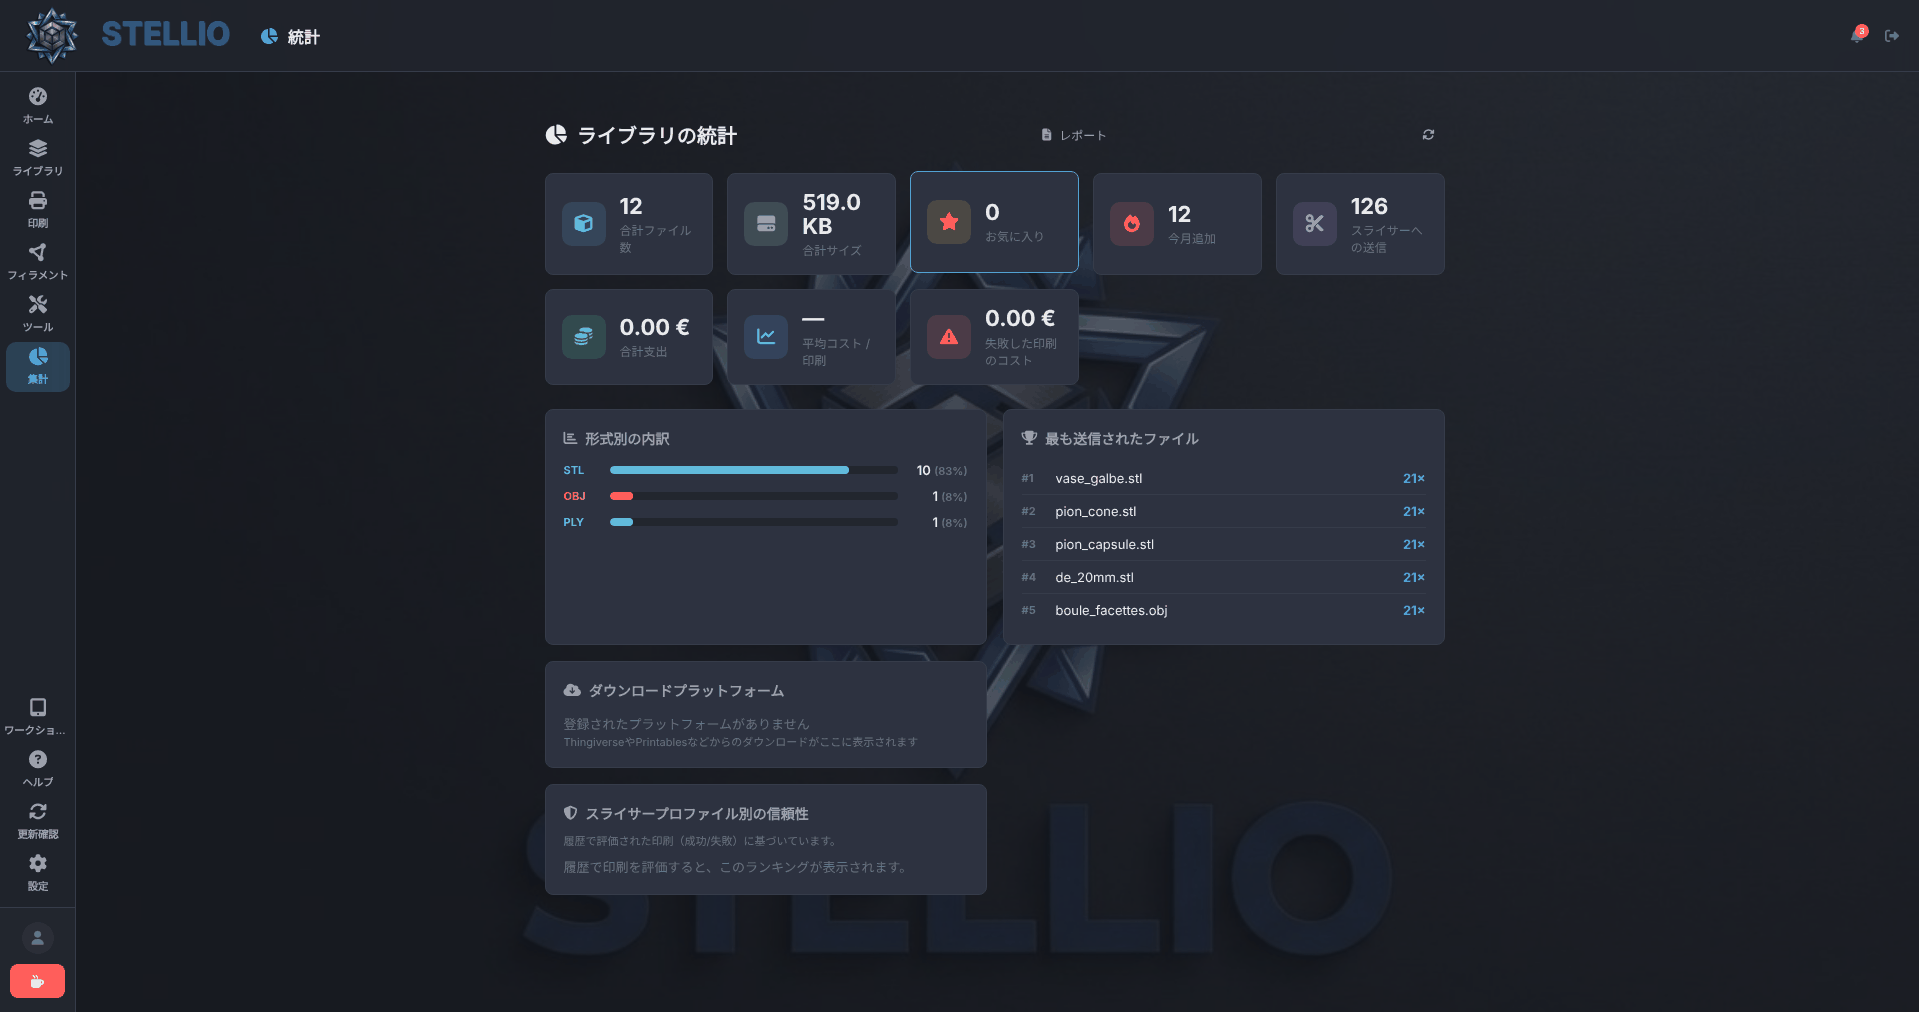 STELLIO
統計
3
ホーム
ライブラリ
印刷
フィラメント
ツール
集計
ワークショ...
ヘルプ
更新確認
設定
ライブラリの統計
レポート
12
合計ファイル
数
519.0
KB
合計サイズ
0
お気に入り
12
今月追加
126
スライサーへ
の送信
0.00 €
合計支出
—
平均コスト /
印刷
0.00 €
失敗した印刷
のコスト
形式別の内訳
STL 10 (83%)
OBJ 1 (8%)
PLY 1 (8%)
最も送信されたファイル
#1 vase_galbe.stl 21×
#2 pion_cone.stl 21×
#3 pion_capsule.stl 21×
#4 de_20mm.stl 21×
#5 boule_facettes.obj 21×
ダウンロードプラットフォーム
登録されたプラットフォームがありません
ThingiverseやPrintablesなどからのダウンロードがここに表示されます
スライサープロファイル別の信頼性
履歴で評価された印刷（成功/失敗）に基づいています。
履歴で印刷を評価すると、このランキングが表示されます。
STELLIO